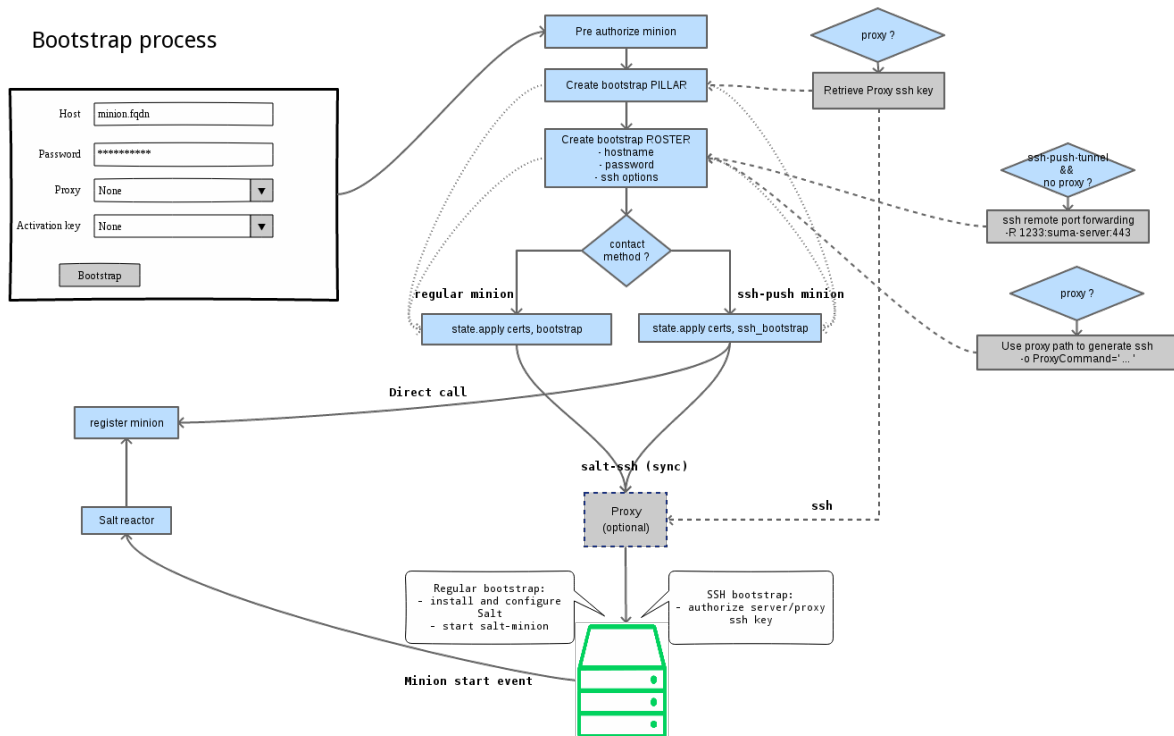 Bootstrap process
Host
minion.fqdn
Password
**********
Proxy
None
Activation key
None
Bootstrap
Pre authorize minion
Create bootstrap PILLAR
Create bootstrap ROSTER
- hostname
- password
- ssh options
contact
method ?
regular minion
ssh-push minion
state.apply certs, bootstrap
state.apply certs, ssh_bootstrap
proxy ?
Retrieve Proxy ssh key
ssh-push-tunnel
&&
no proxy ?
ssh remote port forwarding
-R 1233:suma-server:443
proxy ?
Use proxy path to generate ssh
-o ProxyCommand=' ... '
Direct call
register minion
salt-ssh (sync)
Proxy
(optional)
ssh
Salt reactor
Regular bootstrap:
- install and configure
Salt
- start salt-minion
SSH bootstrap:
- authorize server/proxy
ssh key
Minion start event